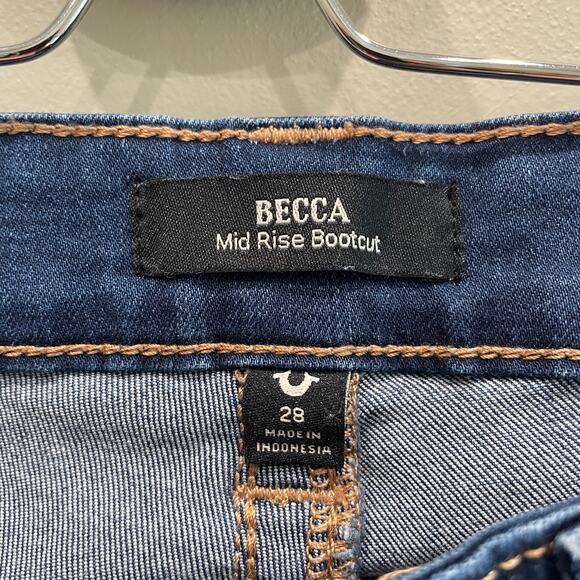 BECCA
Mid Rise Bootcut
28
MADE IN
INDONESIA